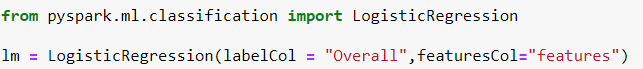 from pyspark.ml.classification import LogisticRegression
lm = LogisticRegression(labelCol = "Overall",featuresCol="features")